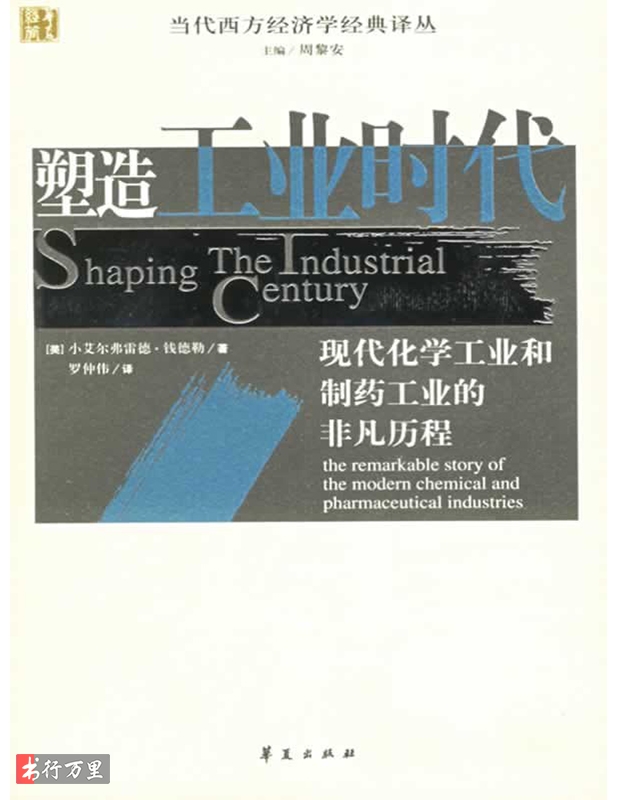 当代西方经济学经典译丛
主编/周黎安
塑造工业时代
Shaping The Industrial
Century
[美]小艾尔弗雷德·钱德勒/著
罗仲伟/译
现代化学工业和
制药工业的
非凡历程
the remarkable story of
the modern chemical and
pharmaceutical industries
华夏出版社
书行万里